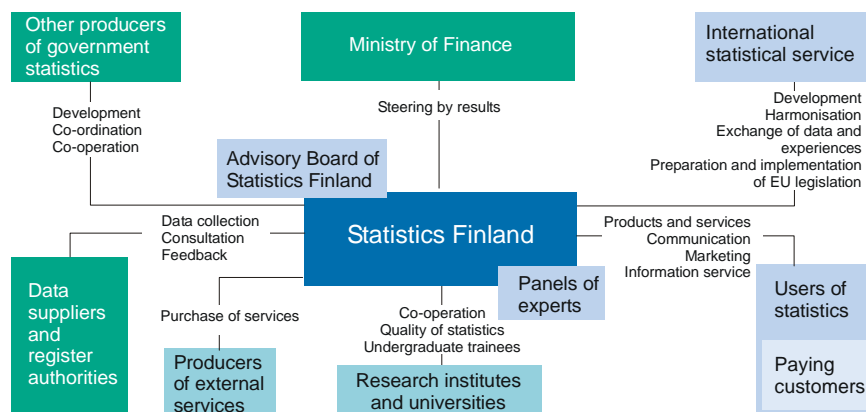 Other producers
of government
statistics
Ministry of Finance
International
statistical service
Development
Co-ordination
Co-operation
Steering by results
Development
Harmonisation
Exchange of data and
experiences
Preparation and implementation
of EU legislation
Advisory Board of
Statistics Finland
Statistics Finland
Data collection
Consultation
Feedback
Products and services
Communication
Marketing
Information service
Data
suppliers
and
register
authorities
Purchase of services
Co-operation
Quality of statistics
Undergraduate trainees
Panels of
experts
Users of
statistics
Producers
of external
services
Research institutes
and universities
Paying
customers